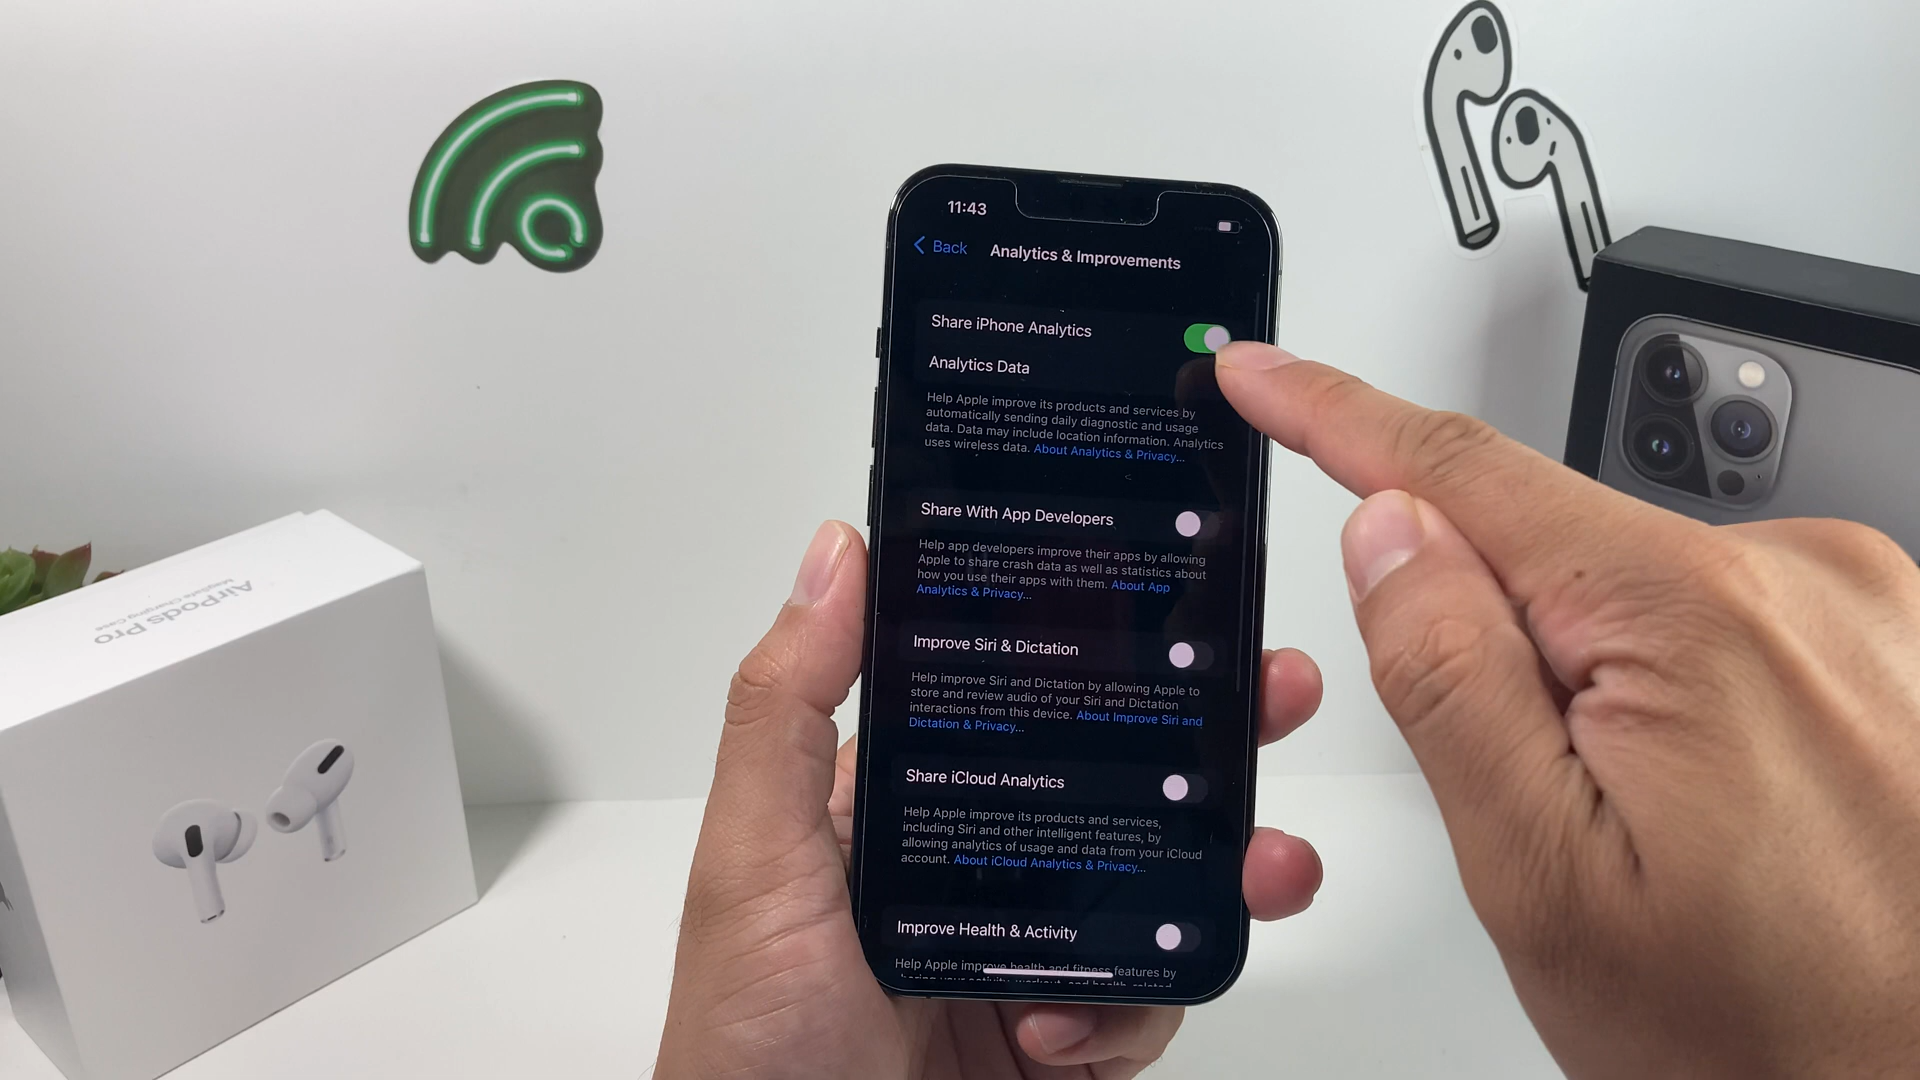 11:43
Back
Analytics & Improvements
Share iPhone Analytics
Analytics Data
Help Apple improve its products and services by
automatically sending daily diagnostic and usage
data. Data may include location information. Analytics
uses wireless data. About Analytics & Privacy...
Share With App Developers
Help app developers improve their apps by allowing
Apple to share crash data as well as statistics about
how you use their apps with them. About App
Analytics & Privacy...
Improve Siri & Dictation
Help improve Siri and Dictation by allowing Apple to
store and review audio of your Siri and Dictation
interactions from this device. About Improve Siri and
Dictation & Privacy...
Share iCloud Analytics
Help Apple improve its products and services,
including Siri and other intelligent features, by
allowing analytics of usage and data from your iCloud
account. About iCloud Analytics & Privacy...
Improve Health & Activity
Help Apple improve health and fitness features by
AirPods Pro
MagSafe Charging Case